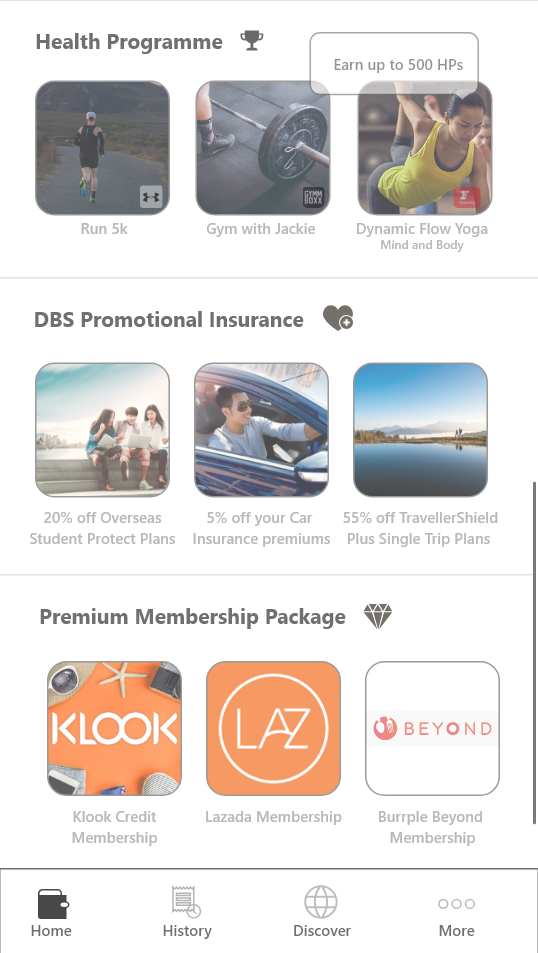 Health Programme
Earn up to 500 HPs
GYMM
BOXX
Run 5k
Gym with Jackie
Dynamic Flow Yoga
Mind and Body
DBS Promotional Insurance
20% off Overseas
Student Protect Plans
5% off your Car
Insurance premiums
55% off TravellerShield
Plus Single Trip Plans
Premium Membership Package
KLOOK
LAZ
BEYOND
Klook Credit
Membership
Lazada Membership
Burrple Beyond
Membership
Home
History
Discover
More